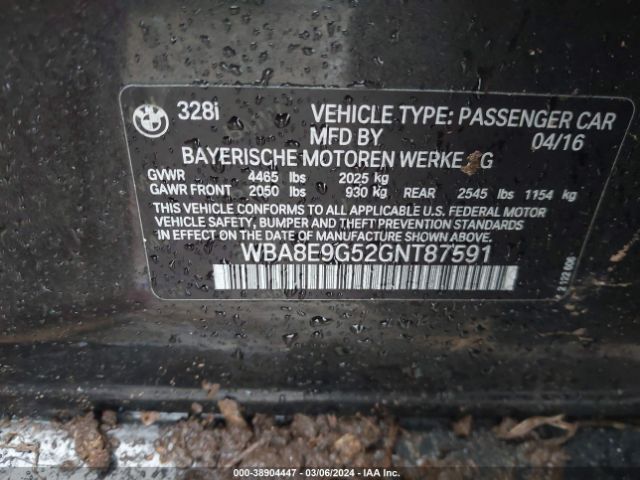 328i VEHICLE TYPE: PASSENGER CAR
MFD BY 04/16
BAYERISCHE MOTOREN WERKE
GVWR 4465 lbs 2025 kg
GAWR FRONT 2050 lbs 930 kg REAR 2545 lbs 1154 kg
THIS VEHICLE CONFORMS TO ALL APPLICABLE U.S. FEDERAL MOTOR
VEHICLE SAFETY, BUMPER AND THEFT PREVENTION STANDARDS
IN EFFECT ON THE DATE OF MANUFACTURE SHOWN ABOVE.
WBA8E9G52GNT87591
000-38904447 — 03/06/2024 — IAA Inc.